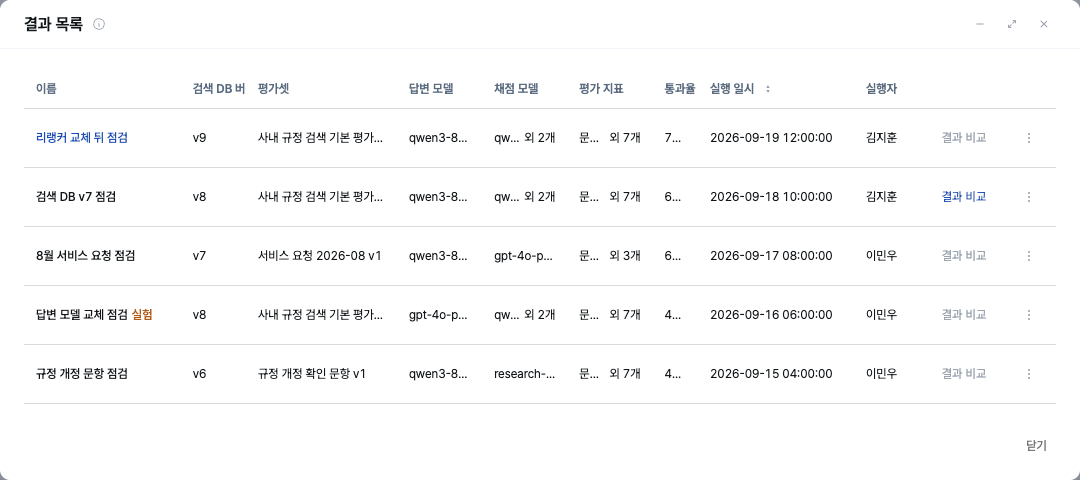 결과 목록
이름 검색 DB 버 평가셋 답변 모델 채점 모델 평가 지표 통과율 실행 일시 실행자
리랭커 교체 뒤 점검 v9 사내 규정 검색 기본 평가... qwen3-8... qw... 외 2개 문... 외 7개 7... 2026-09-19 12:00:00 김지훈 결과 비교
검색 DB v7 점검 v8 사내 규정 검색 기본 평가... qwen3-8... qw... 외 2개 문... 외 7개 6... 2026-09-18 10:00:00 김지훈 결과 비교
8월 서비스 요청 점검 v7 서비스 요청 2026-08 v1 qwen3-8... gpt-4o-p... 문... 외 3개 6... 2026-09-17 08:00:00 이민우 결과 비교
답변 모델 교체 점검 실험 v8 사내 규정 검색 기본 평가... gpt-4o-p... qw... 외 2개 문... 외 7개 4... 2026-09-16 06:00:00 이민우 결과 비교
규정 개정 문항 점검 v6 규정 개정 확인 문항 v1 qwen3-8... research-... 문... 외 7개 4... 2026-09-15 04:00:00 이민우 결과 비교
닫기